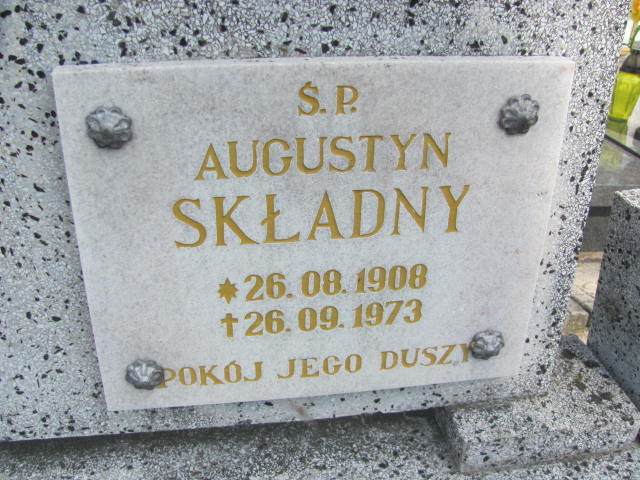 Ś.P.
AUGUSTYN
SKŁADNY
* 26.08.1908
† 26.09.1973
POKÓJ JEGO DUSZY